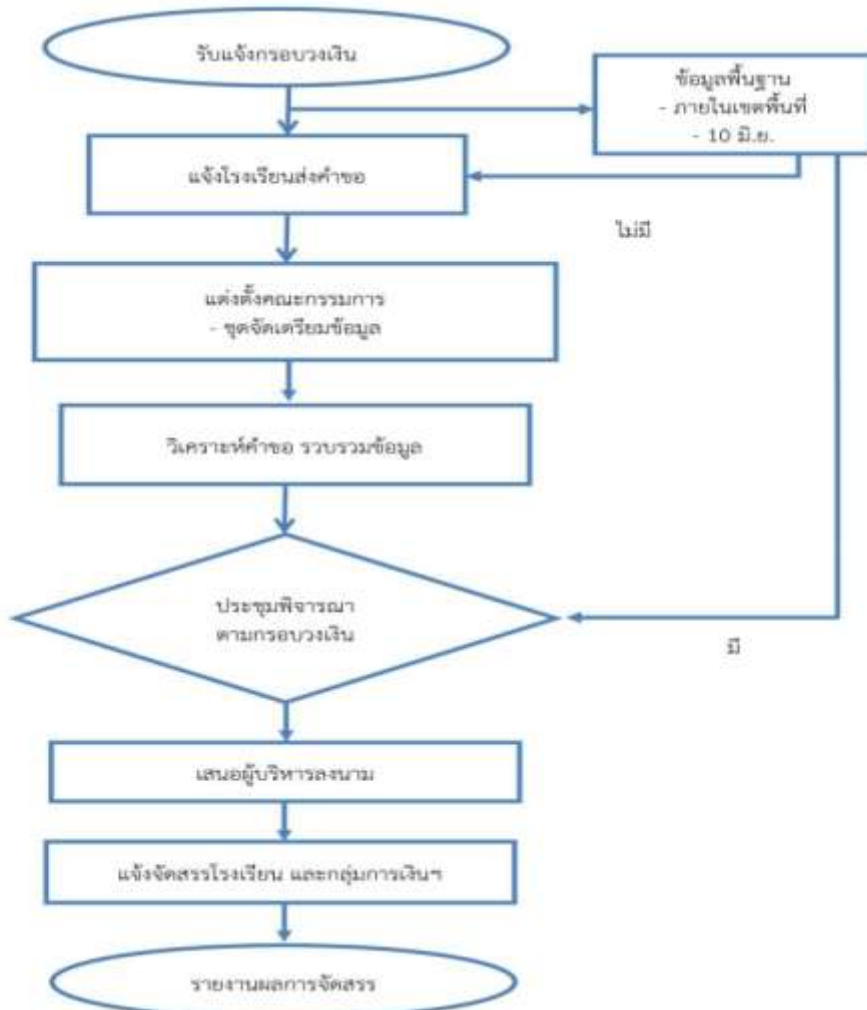 รับแจ้งกรอบวงเงิน
ข้อมูลพื้นฐาน
- ภายในเขตพื้นที่
- 10 มิ.ย.
แจ้งโรงเรียนส่งคำขอ
ไม่มี
แต่งตั้งคณะกรรมการ
- ชุดจัดเตรียมข้อมูล
วิเคราะห์คำขอ รวบรวมข้อมูล
ประชุมพิจารณา
ตามกรอบวงเงิน
มี
เสนอผู้บริหารลงนาม
แจ้งจัดสรรโรงเรียน และกลุ่มการเงินฯ
รายงานผลการจัดสรร